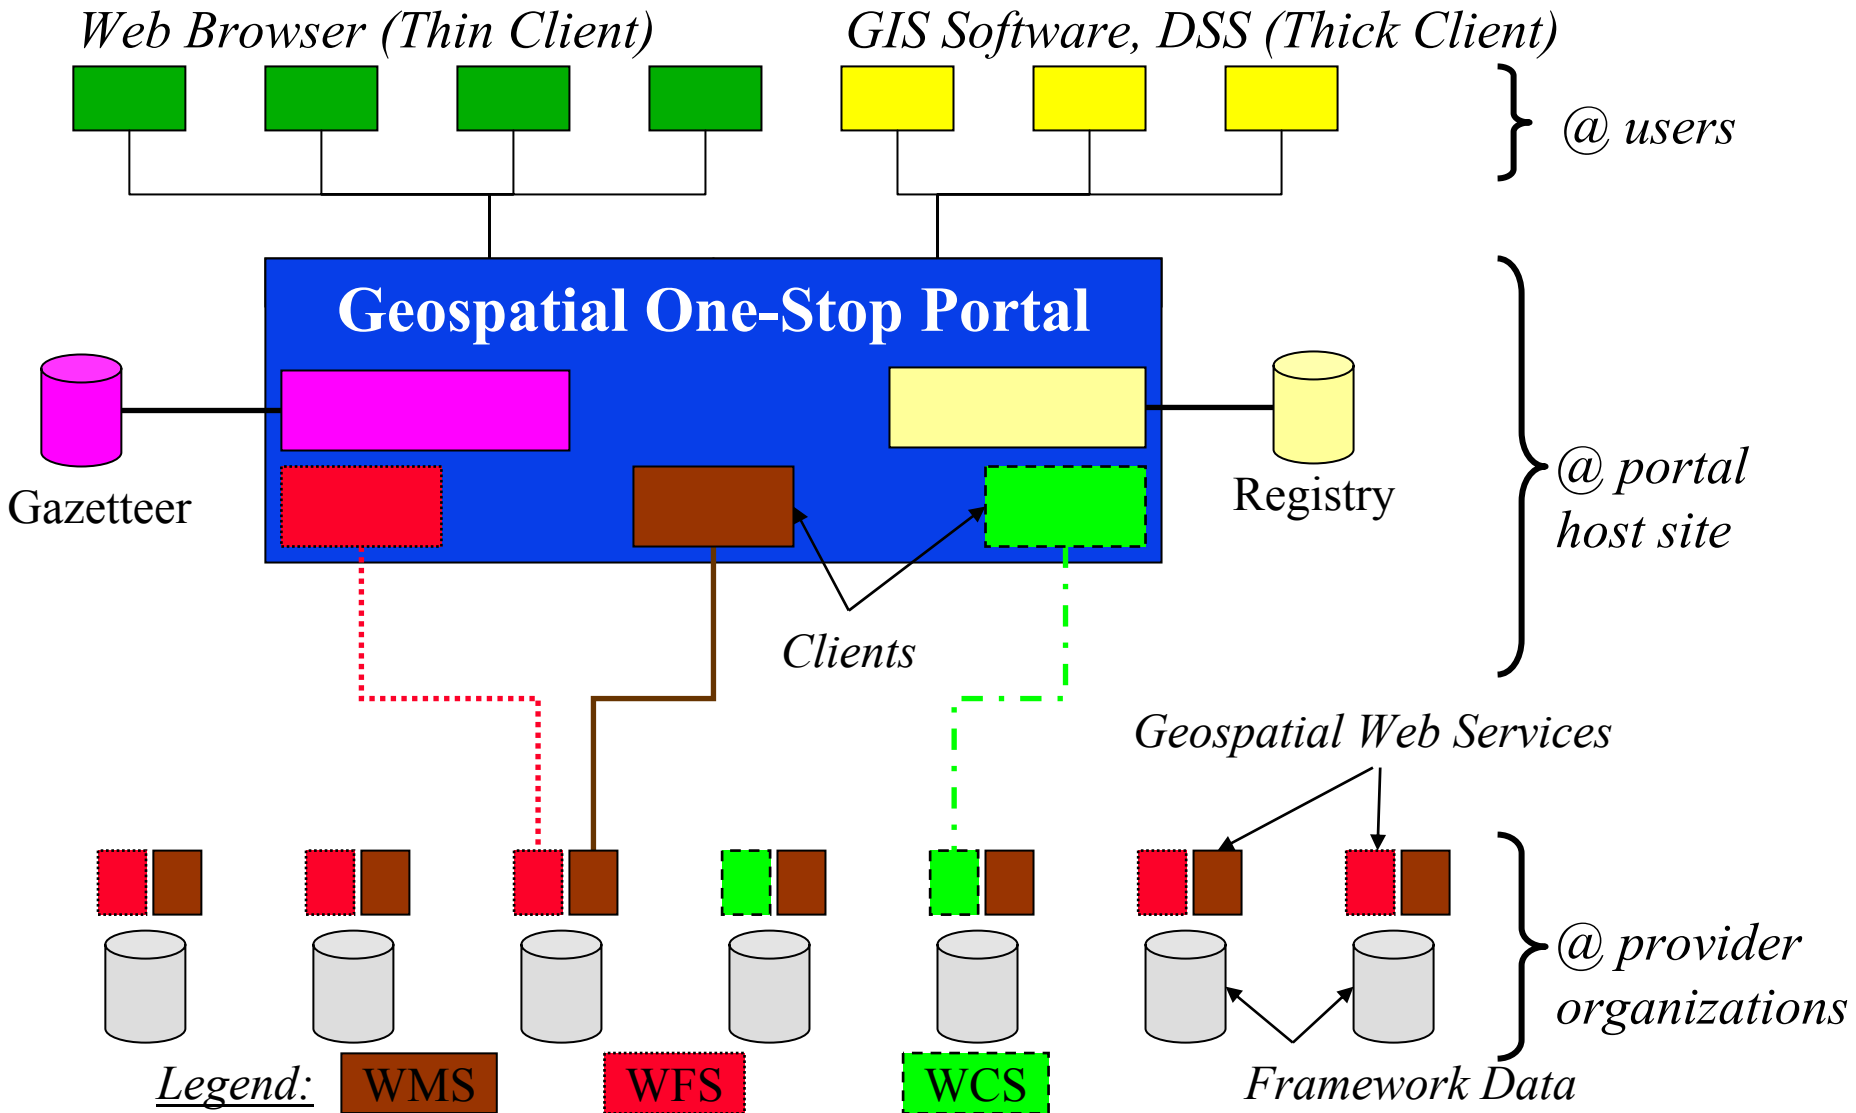 Web Browser (Thin Client)
GIS Software, DSS (Thick Client)
@ users
Geospatial One-Stop Portal
Gazetteer
Registry
@ portal
host site
Clients
Geospatial Web Services
@ provider
organizations
Legend:
WMS
WFS
WCS
Framework Data